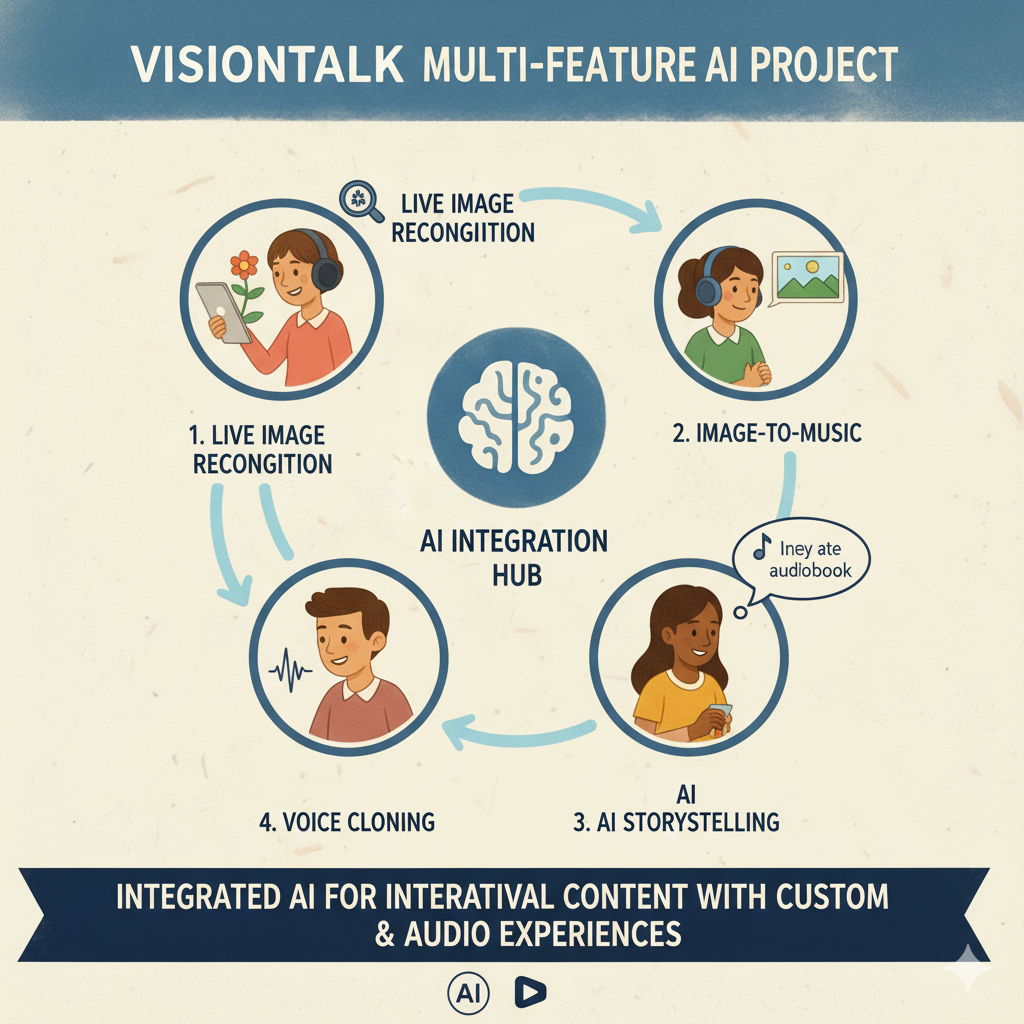 VISIONTALK MULTI-FEATURE AI PROJECT
LIVE IMAGE
RECONGIITION
1. LIVE IMAGE
RECONGITION
2. IMAGE-TO-MUSIC
AI INTEGRATION
HUB
Iney ate
audiobook
4. VOICE CLONING
AI
3. AI STORYSTELLING
INTEGRATED AI FOR INTERATIVAL CONTENT WITH CUSTOM
& AUDIO EXPERIENCES
AI